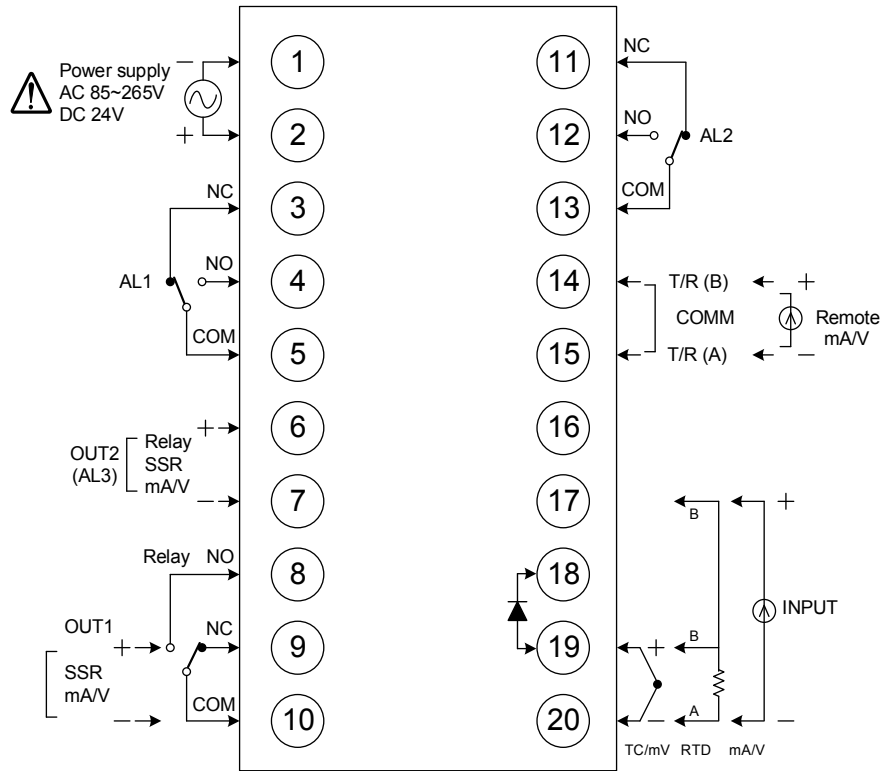 Power supply
AC 85~265V
DC 24V
−
+
1
2
3
4
5
6
7
8
9
10
NC
NO
COM
AL1
+
−
OUT2
(AL3)
Relay
SSR
mA/V
Relay
NO
NC
COM
OUT1
+
−
SSR
mA/V
11
12
13
14
15
16
17
18
19
20
NC
NO
COM
AL2
T/R (B)
COMM
T/R (A)
+
−
Remote
mA/V
B
+
INPUT
+
B
−
A
−
TC/mV RTD mA/V